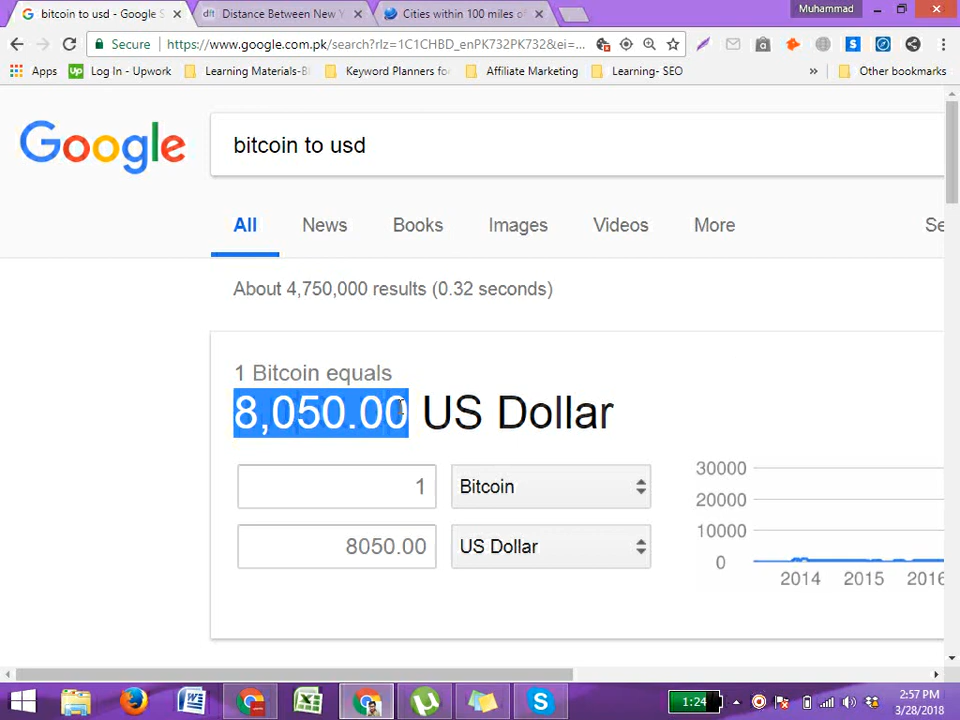 bitcoin to usd - Google S
Distance Between New Y
Cities within 100 miles of
Muhammad
Secure
https://www.google.com.pk/search?rlz=1C1CHBD_enPK732PK732&ei=...
Apps
Up Log In - Upwork
Learning Materials-Bl
Keyword Planners fo
Affiliate Marketing
Learning- SEO
»
Other bookmarks
Google
bitcoin to usd
All
News
Books
Images
Videos
More
Se
About 4,750,000 results (0.32 seconds)
1 Bitcoin equals
8,050.00 US Dollar
1
Bitcoin
8050.00
US Dollar
30000
20000
10000
0
2014
2015
2016
1:24
2:57 PM
3/28/2018